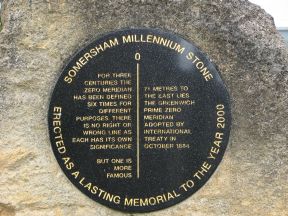 SOMERSHAM MILLENNIUM STONE
0
FOR THREE
CENTURIES THE
ZERO MERIDIAN
HAS BEEN DEFINED
SIX TIMES FOR
DIFFERENT
PURPOSES THERE
IS NO RIGHT OR
WRONG LINE AS
EACH HAS ITS OWN
SIGNIFICANCE
BUT ONE IS
MORE
FAMOUS
71 METRES TO
THE EAST LIES
THE GREENWICH
PRIME ZERO
MERIDIAN
ADOPTED BY
INTERNATIONAL
TREATY IN
OCTOBER 1884
ERECTED AS A LASTING MEMORIAL TO THE YEAR 2000